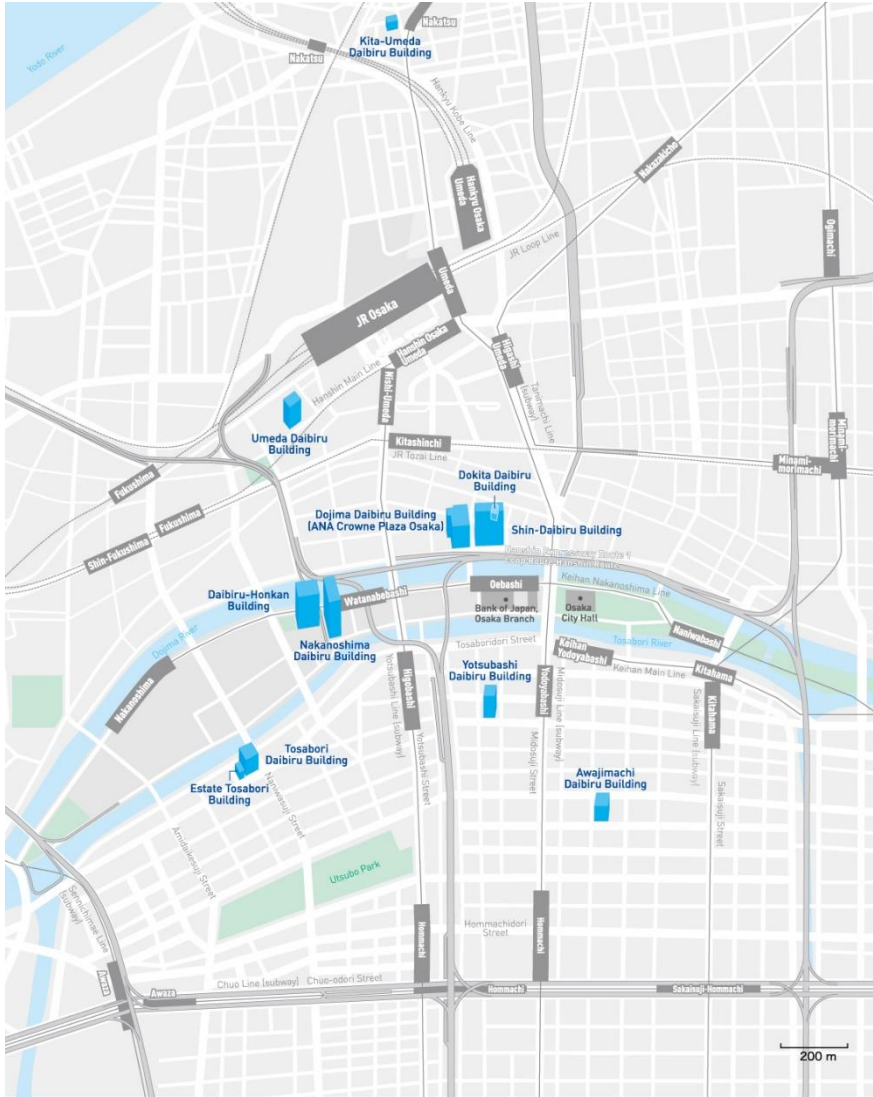 Yodo River
Kita-Umeda
Daibiru Building
Nakatsu
Nakatsu
Hankyu Kobe Line
Hankyu Osaka
Umeda
Nakazakicho
Ogimachi
JR Loop Line
Umeda
JR Osaka
Hanshin Osaka
Umeda
Higashi
Umeda
Hanshin Main Line
Nishi-Umeda
Tanimachi Line
(subway)
Umeda Daibiru
Building
Kitashinchi
JR Tozai Line
Minami-
morimachi
Minami-
morimachi
Fukushima
Fukushima
Shin-Fukushima
Dokita Daibiru
Building
Dojima Daibiru Building
(ANA Crowne Plaza Osaka)
Shin-Daibiru Building
Hanshin Expressway Route 1
Keihan Nakanoshima Line
Daibiru-Honkan
Building
Watanabebashi
Oebashi
Bank of Japan,
Osaka Branch
Osaka
City Hall
Naniwabashi
Dojima River
Nakanoshima
Daibiru Building
Tosaboridori Street
Tosabori River
Keihan
Yodoyabashi
Keihan Main Line
Kitahama
Kitahama
Nakanoshima
Higobashi
Yotsubashi Line (subway)
Yotsubashi Street
Yotsubashi
Daibiru Building
Yodoyabashi
Midosuji Line (subway)
Midosuji Street
Sakaisuji Line (subway)
Sakaisuji Street
Tosabori
Daibiru Building
Estate Tosabori
Building
Naniwasuji Street
Amidaikesuji Street
Awajimachi
Daibiru Building
Utsubo Park
Sennichimae Line
(subway)
Hommachi
Hommachidori
Street
Hommachi
Awaza
Awaza
Chuo Line (subway)
Chuo-odori Street
Hommachi
Sakaisuji-Hommachi
200 m